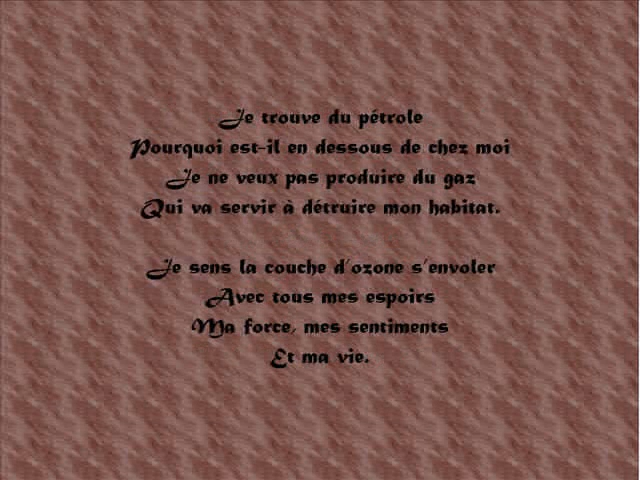 Je trouve du pétrole
Pourquoi est-il en dessous de chez moi
Je ne veux pas produire du gaz
Qui va servir à détruire mon habitat.
Je sens la couche d'ozone s'envoler
Avec tous mes espoirs
Ma force, mes sentiments
Et ma vie.